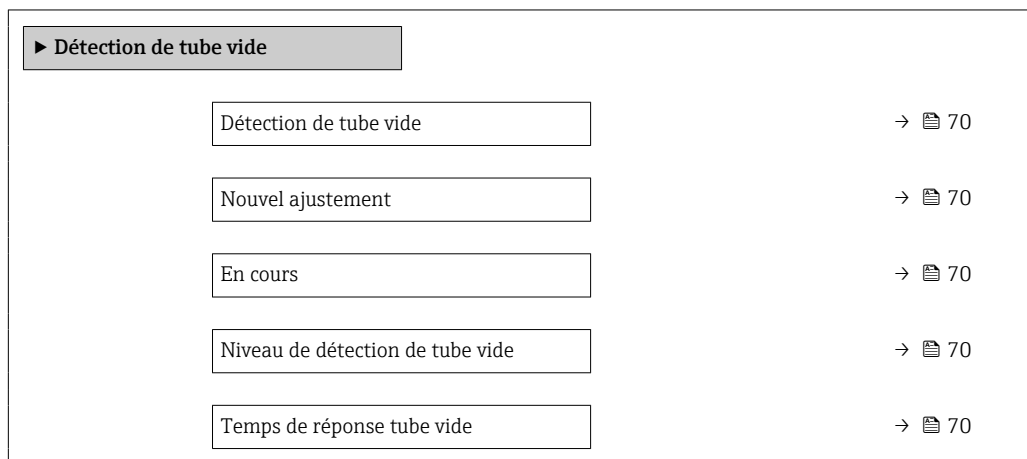 ► Détection de tube vide
Détection de tube vide → 70
Nouvel ajustement → 70
En cours → 70
Niveau de détection de tube vide → 70
Temps de réponse tube vide → 70